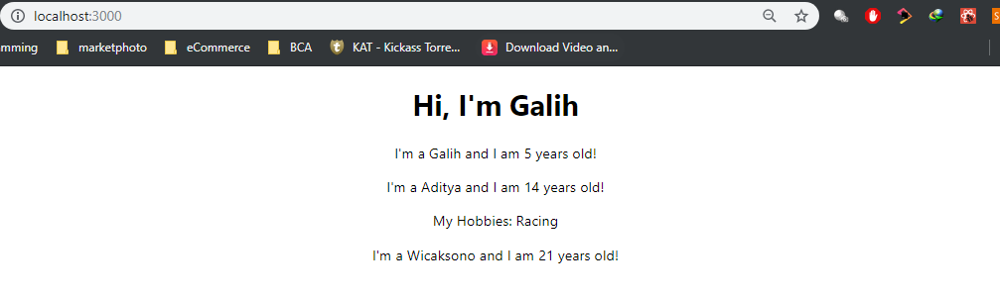 localhost:3000
mming marketphoto eCommerce BCA KAT - Kickass Torre... Download Video an...
Hi, I'm Galih
I'm a Galih and I am 5 years old!
I'm a Aditya and I am 14 years old!
My Hobbies: Racing
I'm a Wicaksono and I am 21 years old!